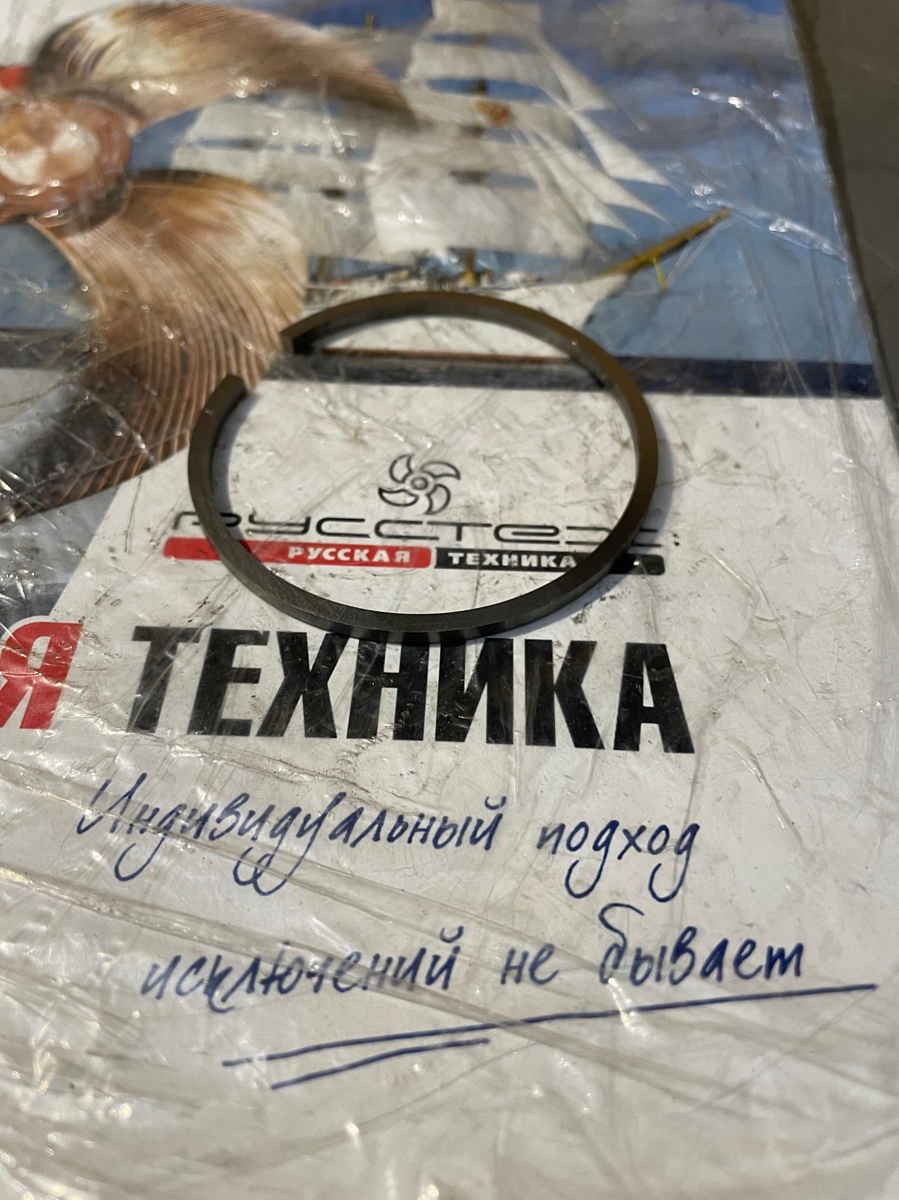 РУССТЕХ
РУССКАЯ ТЕХНИКА
Я ТЕХНИКА
Индивидуальный подход
исключений не бывает